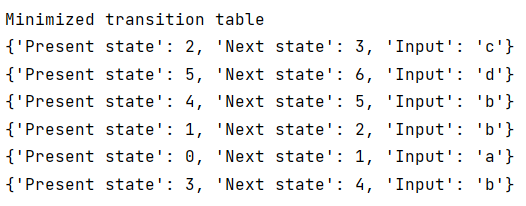 Minimized transition table
{'Present state': 2, 'Next state': 3, 'Input': 'c'}
{'Present state': 5, 'Next state': 6, 'Input': 'd'}
{'Present state': 4, 'Next state': 5, 'Input': 'b'}
{'Present state': 1, 'Next state': 2, 'Input': 'b'}
{'Present state': 0, 'Next state': 1, 'Input': 'a'}
{'Present state': 3, 'Next state': 4, 'Input': 'b'}